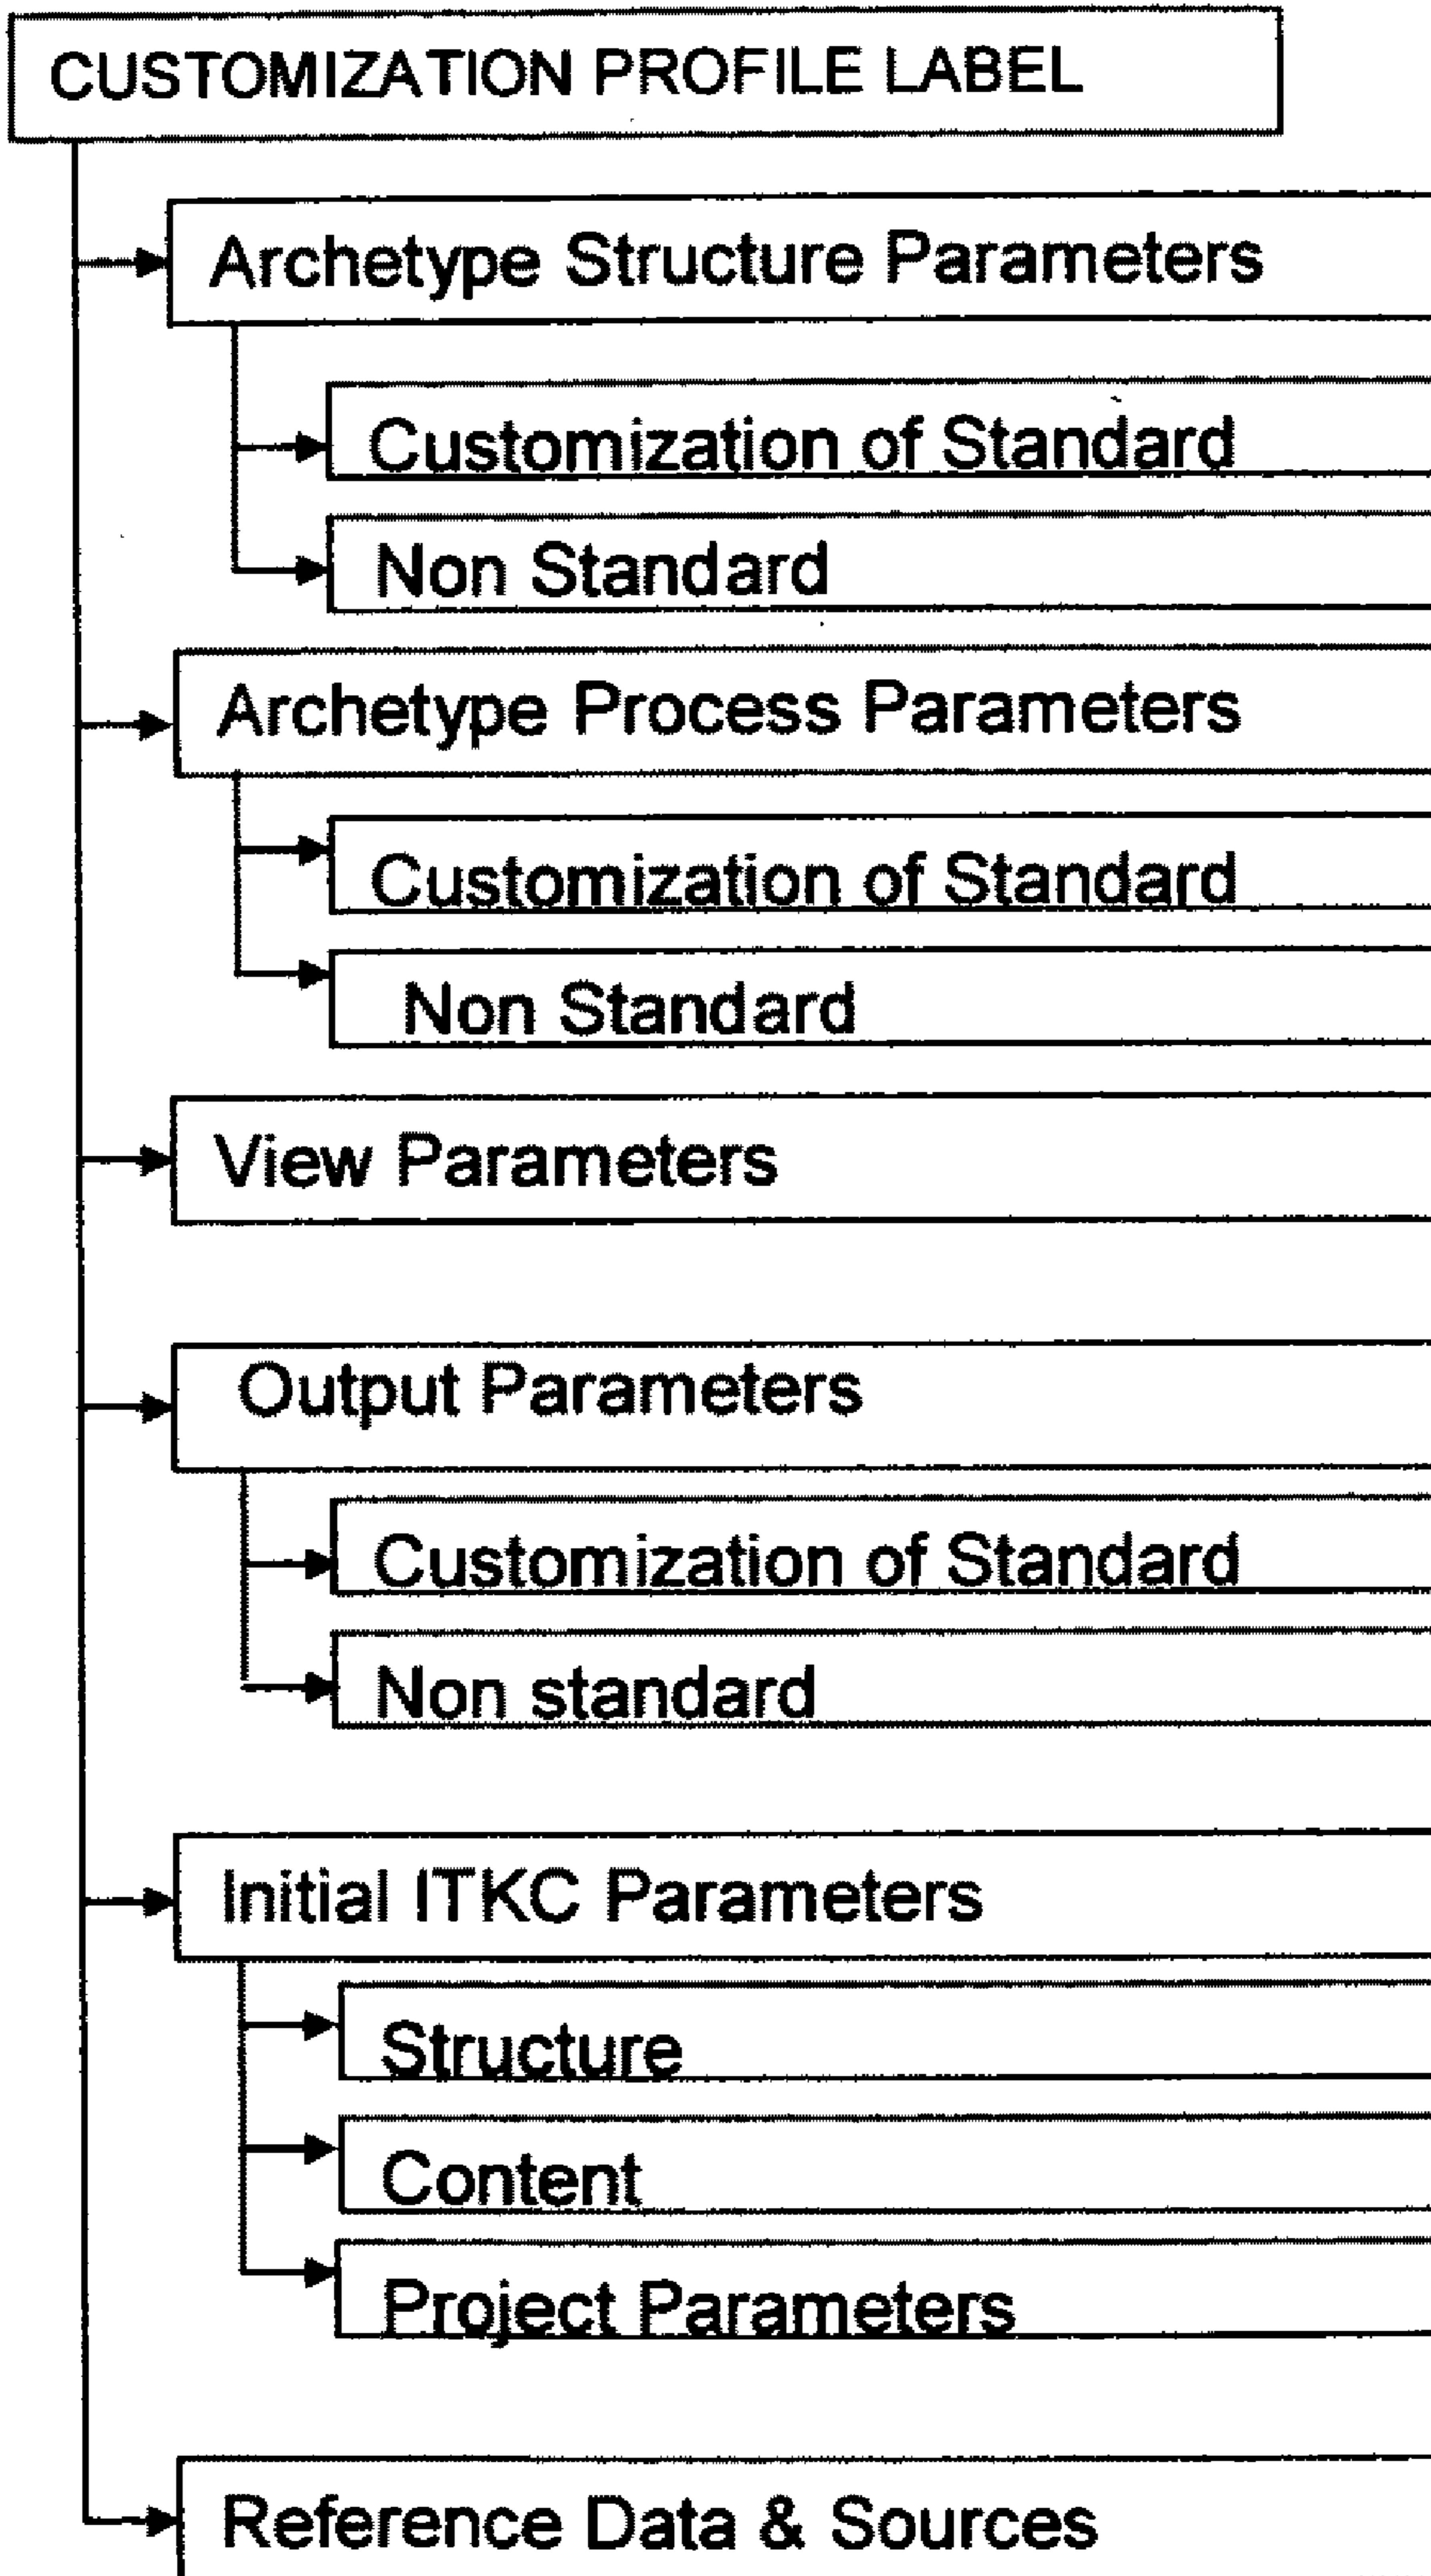 CUSTOMIZATION PROFILE LABEL
Archetype Structure Parameters
Customization of Standard
Non Standard
Archetype Process Parameters
Customization of Standard
Non Standard
View Parameters
Output Parameters
Customization of Standard
Non standard
Initial ITKC Parameters
Structure
Content
Project Parameters
Reference Data & Sources